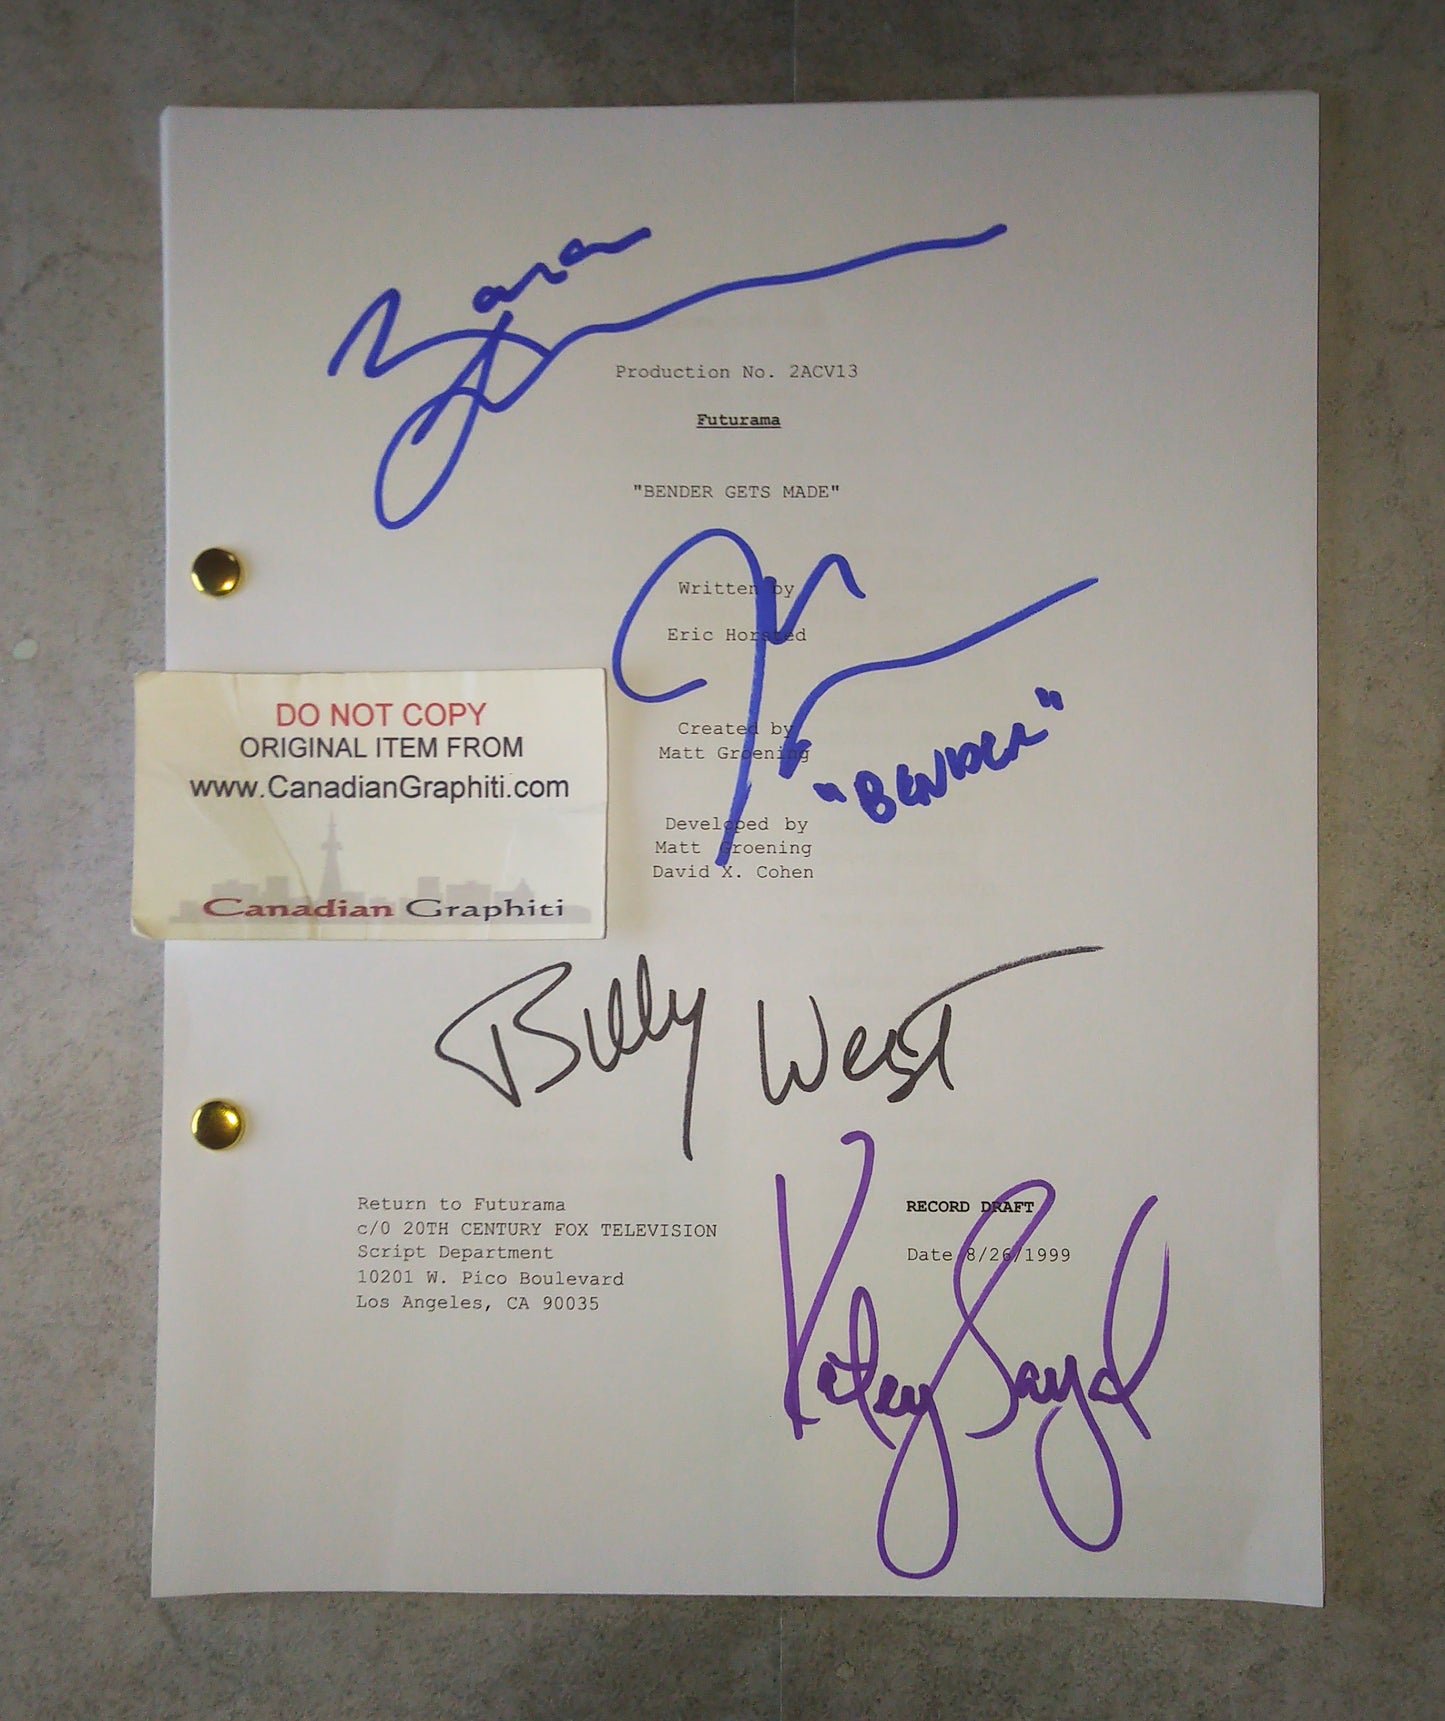 Production No. 2ACV13
Futurama
"BENDER GETS MADE"
Written by
Eric Horsted
Created by
Matt Groening
"BENDER"
Developed by
Matt Groening
David X. Cohen
DO NOT COPY
ORIGINAL ITEM FROM
www.CanadianGraphiti.com
Canadian Graphiti
Billy West
Return to Futurama
c/0 20TH CENTURY FOX TELEVISION
Script Department
10201 W. Pico Boulevard
Los Angeles, CA 90035
RECORD DRAFT
Date 8/26/1999
Katey Sagal